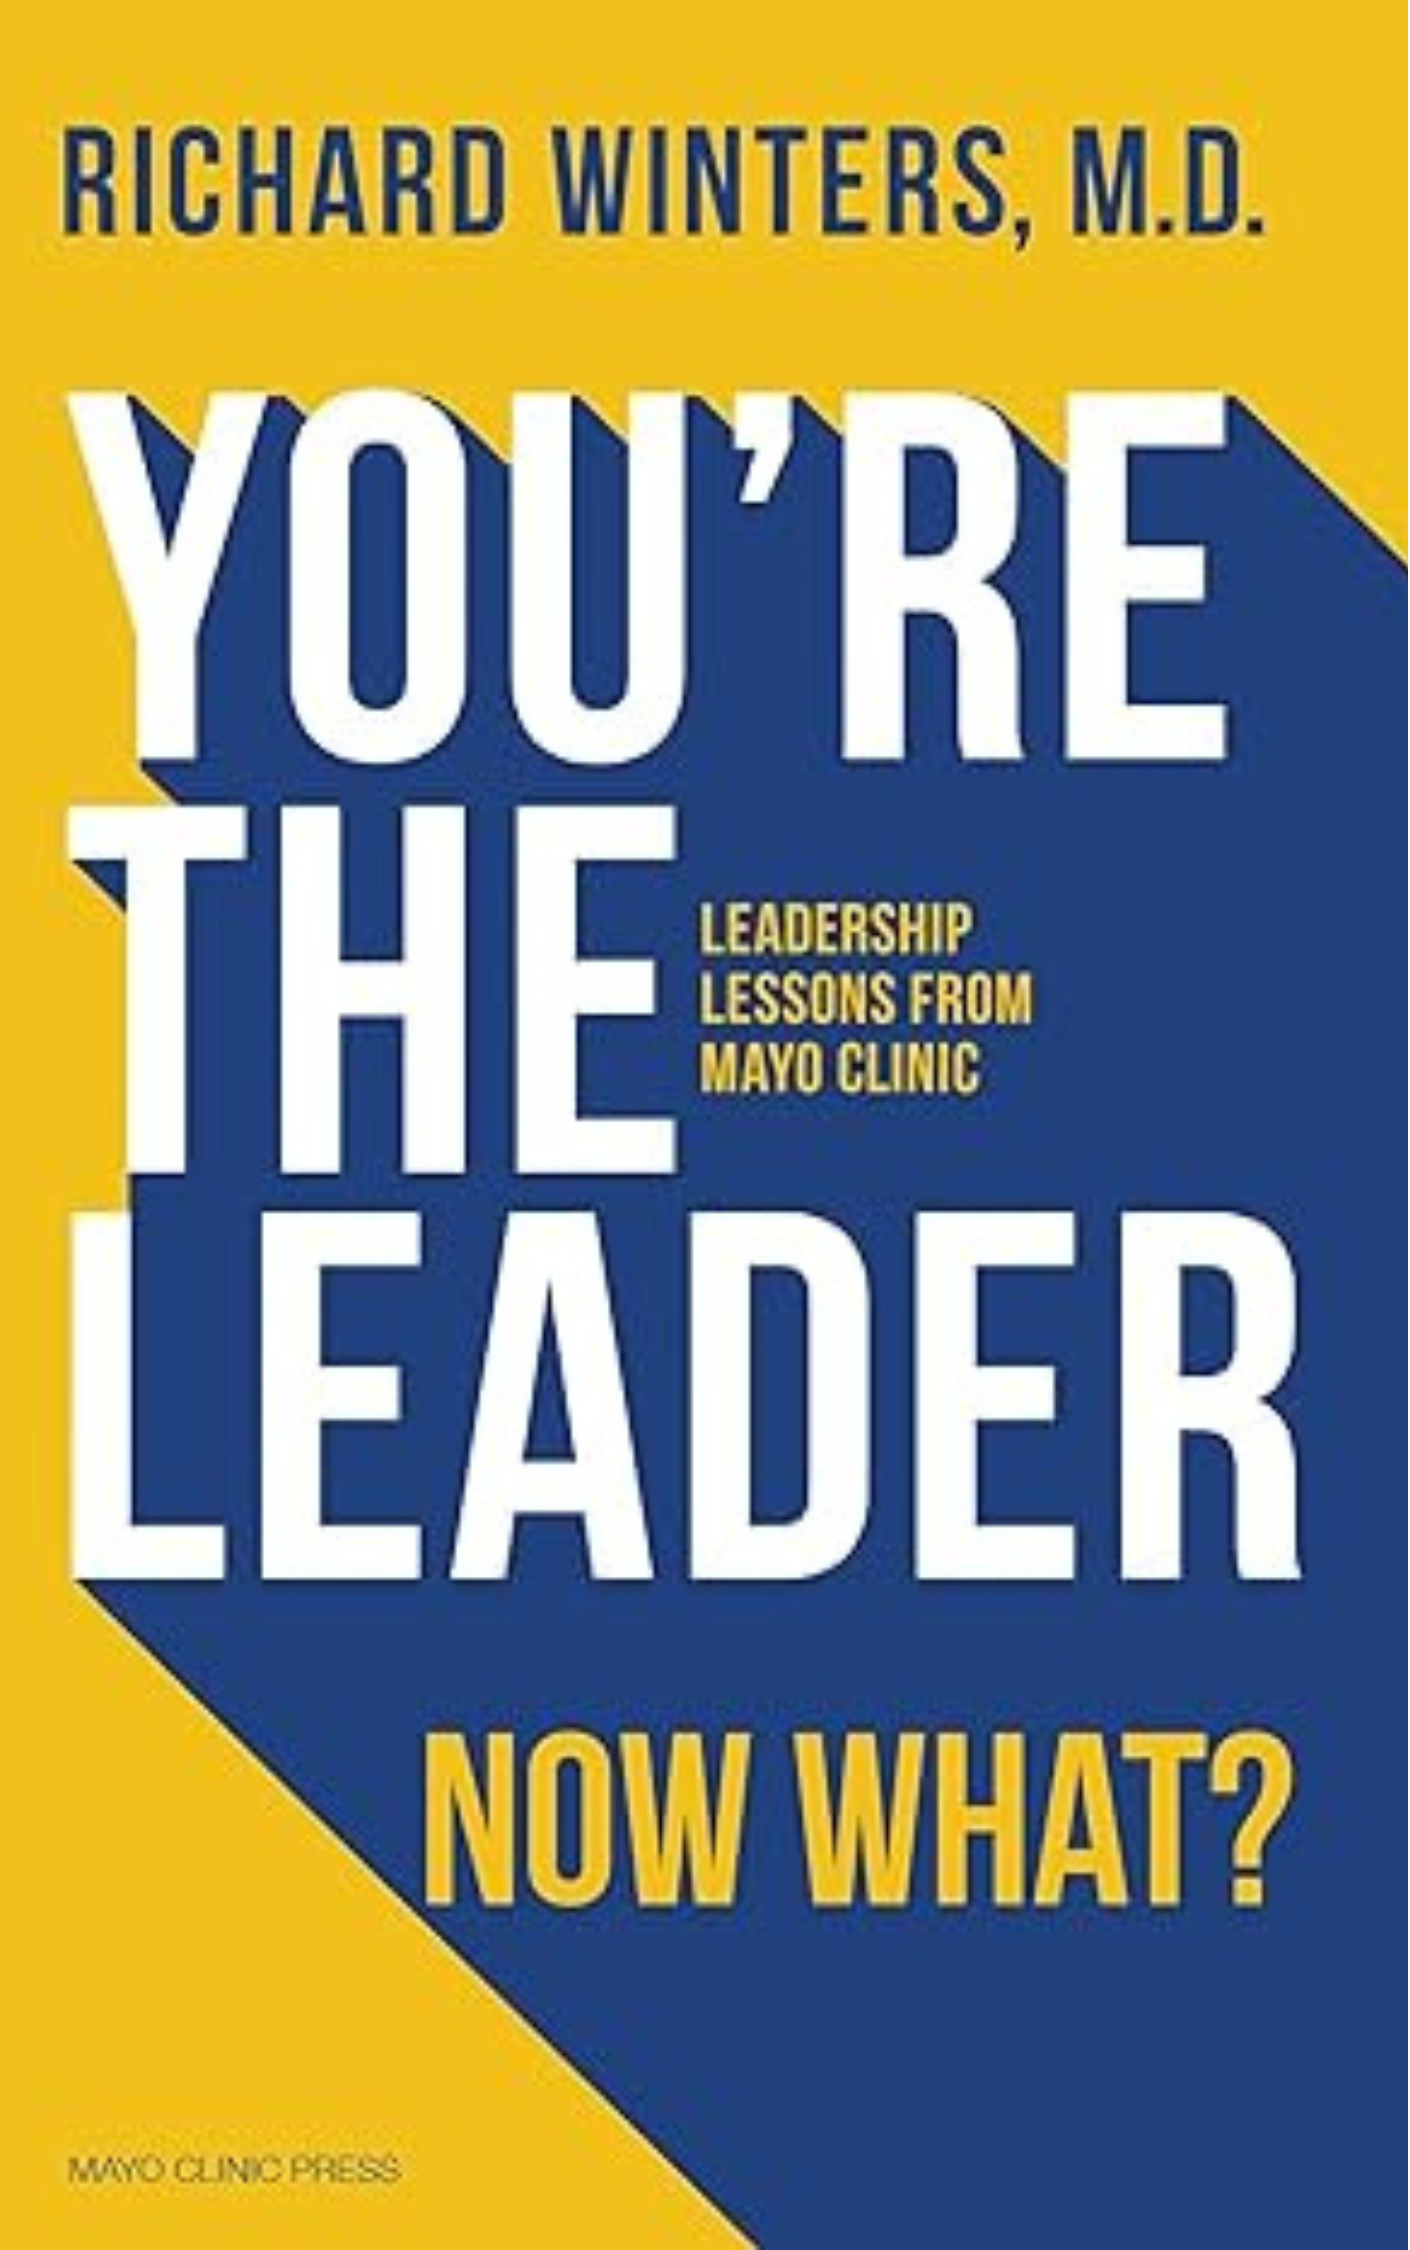 RICHARD WINTERS, M.D.
YOU'RE
THE
LEADERSHIP
LESSONS FROM
MAYO CLINIC
LEADER
NOW WHAT?
MAYO CLINIC PRESS